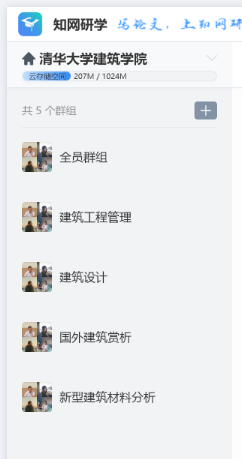 知网研学 写论文，上知网研
清华大学建筑学院
云存储空间 207M / 1024M
共 5 个群组
全员群组
建筑工程管理
建筑设计
国外建筑赏析
新型建筑材料分析